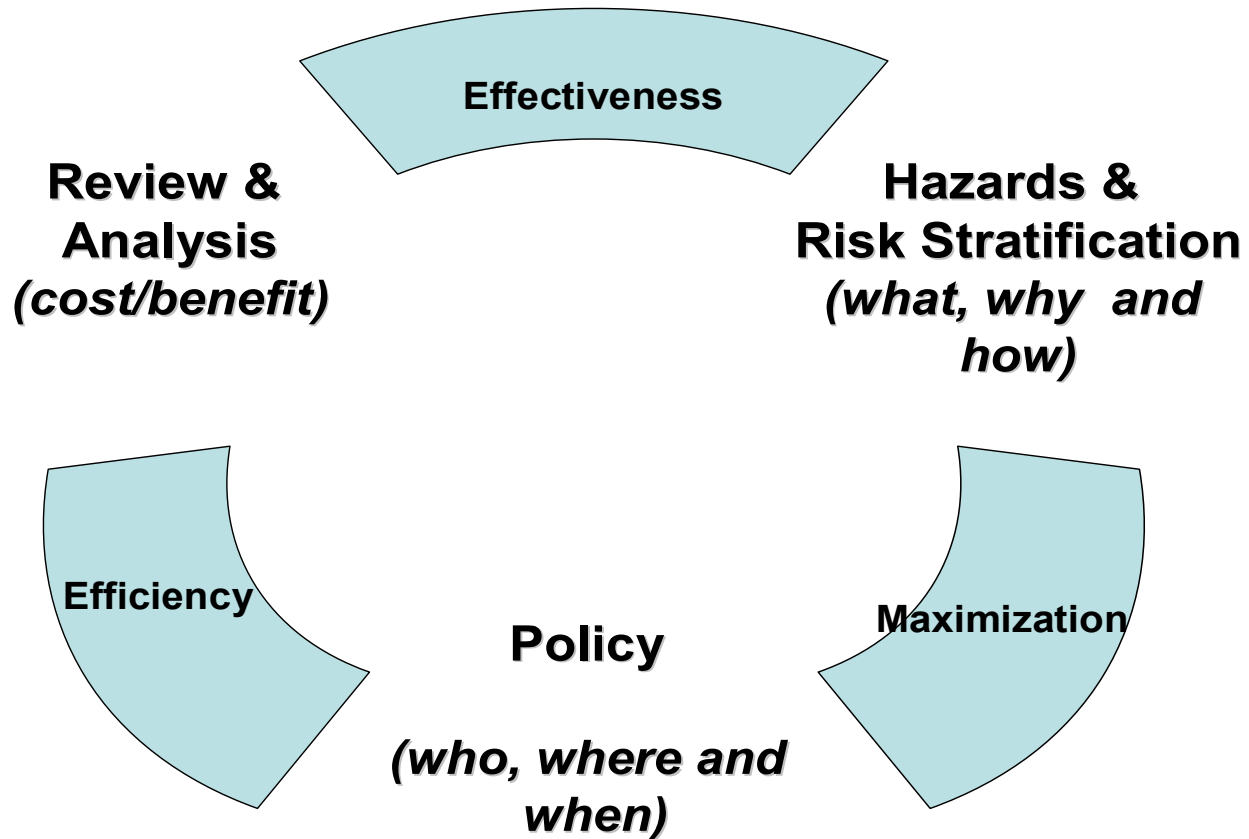 Effectiveness
Review &
Analysis
(cost/benefit)
Hazards &
Risk Stratification
(what, why and
how)
Efficiency
Maximization
Policy
(who, where and
when)